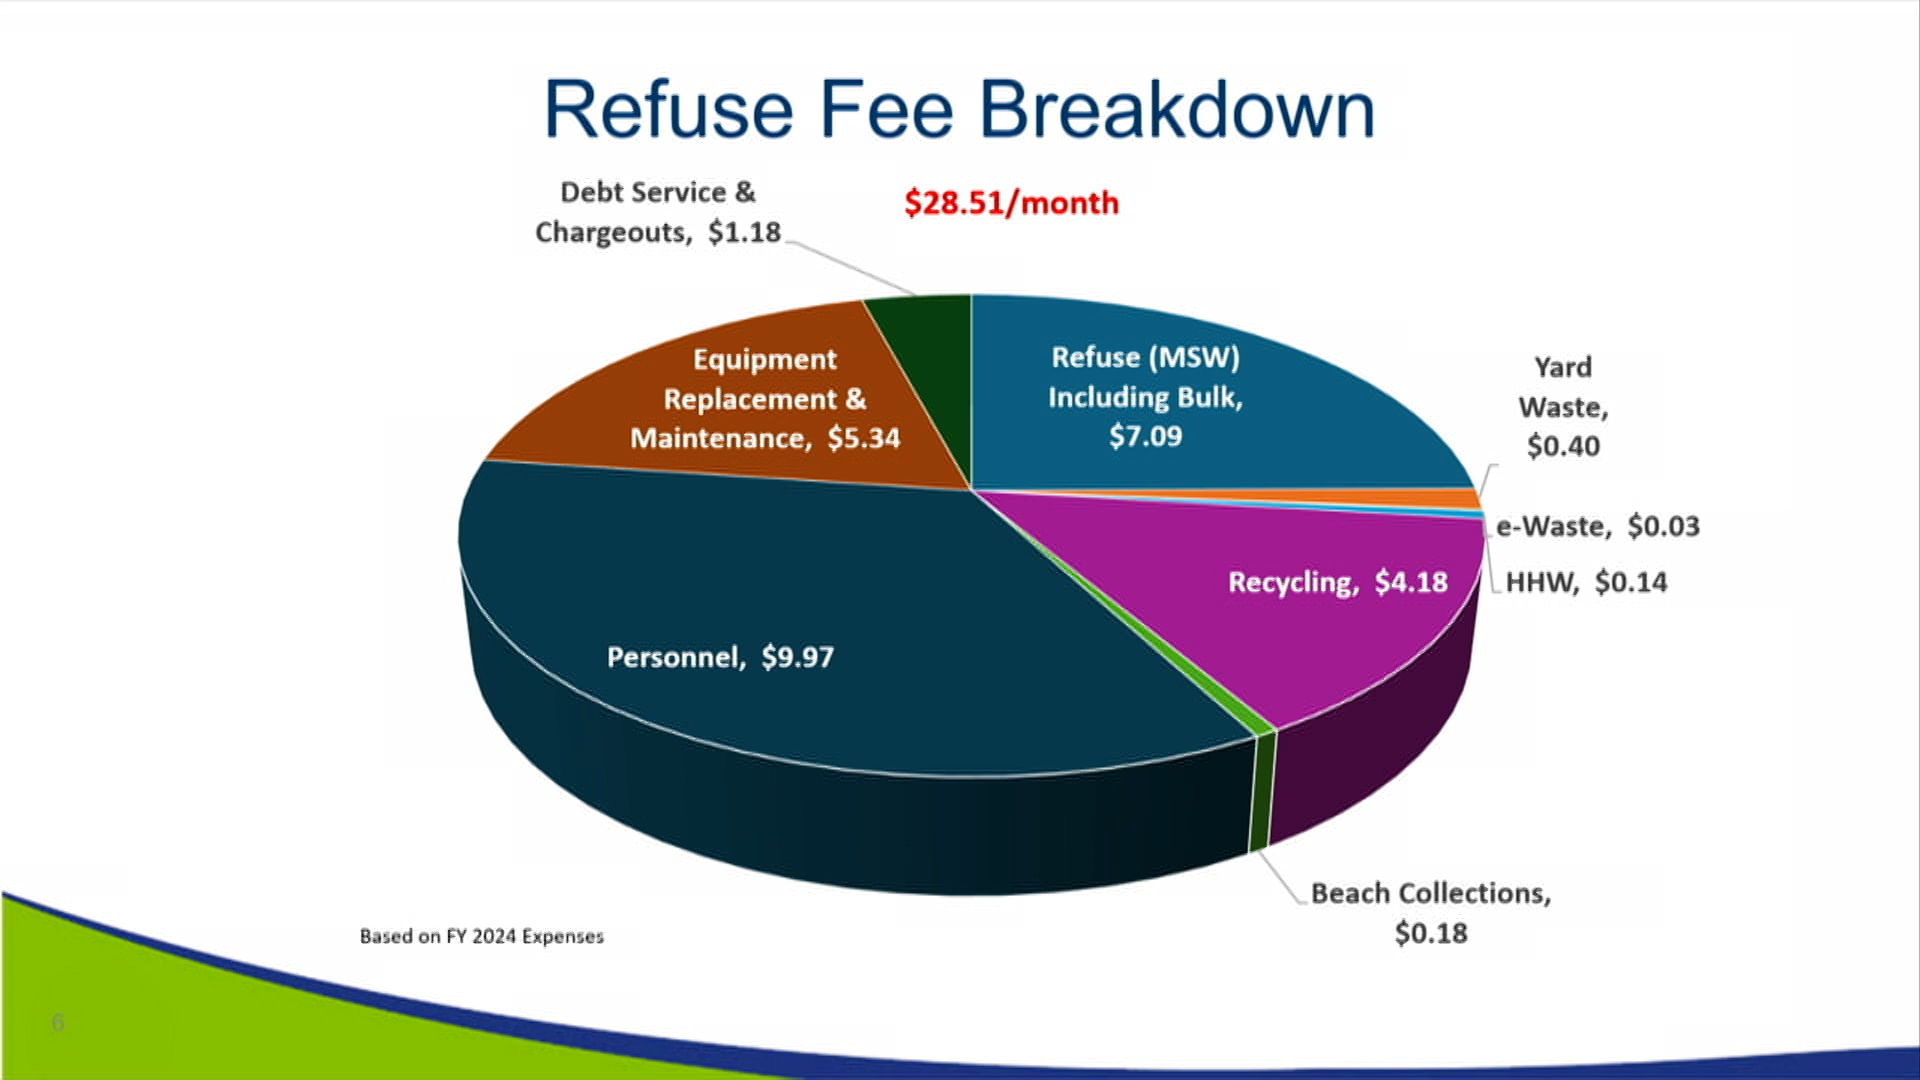 Refuse Fee Breakdown
$28.51/month
Debt Service &
Chargeouts, $1.18
Equipment
Replacement &
Maintenance, $5.34
Refuse (MSW)
Including Bulk,
$7.09
Yard
Waste,
$0.40
e-Waste, $0.03
HHW, $0.14
Recycling, $4.18
Personnel, $9.97
Beach Collections,
$0.18
Based on FY 2024 Expenses
6